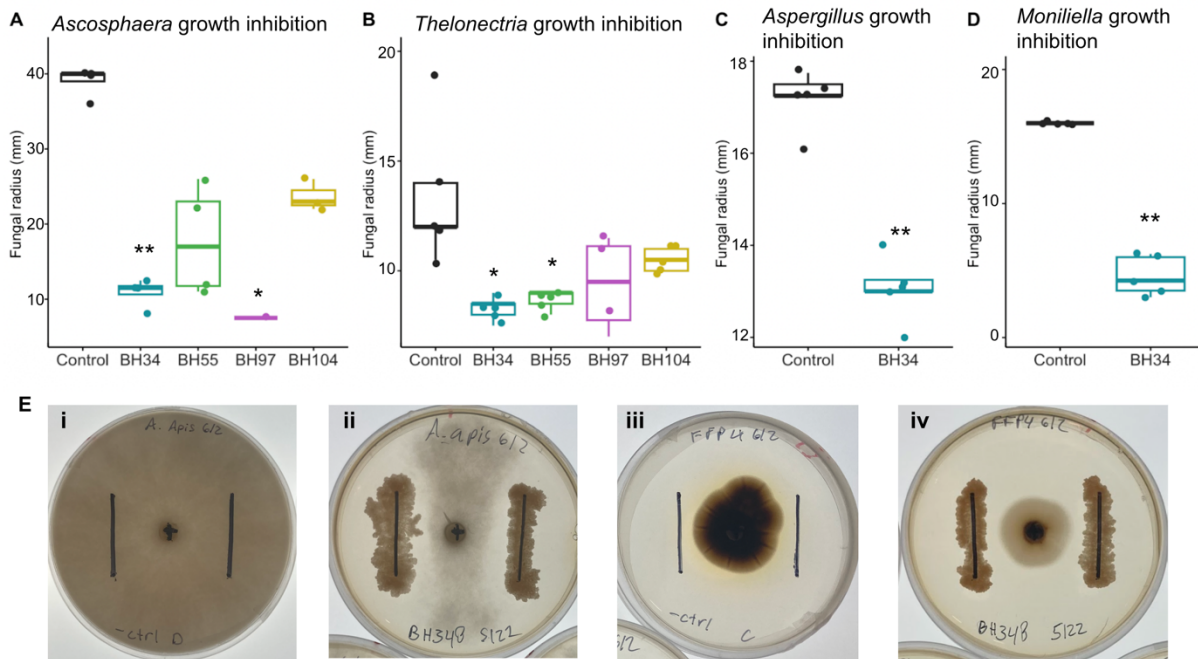 A
Ascosphaera growth inhibition
Fungal radius (mm)
40
30
20
10
**
*
Control
BH34
BH55
BH97
BH104
B
Thelonectria growth inhibition
Fungal radius (mm)
20
15
10
*
*
Control
BH34
BH55
BH97
BH104
C
Aspergillus growth
inhibition
Fungal radius (mm)
18
16
14
12
**
Control
BH34
D
Moniliella growth
inhibition
Fungal radius (mm)
20
10
0
**
Control
BH34
E
i
A. Apis 6/2
-ctrl D
ii
A. apis 6/2
BH34B 5/22
iii
FFP4 6/2
-ctrl C
6/2
iv
FFP4 6/2
BH34B 5/22